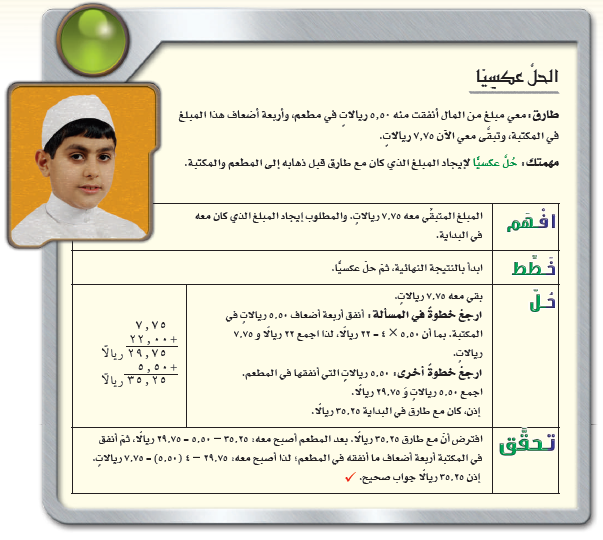 الحلُّ عكسِيّا
طارق: معي مبلغ من المال أنفقت منه ٥,٥٠ ريالاتٍ في مطعم، وأربعة أضعاف هذا المبلغ
في المكتبة، وتبقَّى معي الآن ٧,٧٥ ريالاتٍ.
مهمتك: حُلَّ عكسيًّا لإيجاد المبلغ الذي كان مع طارق قبل ذهابه إلى المطعم والمكتبة.
افْهَم
المبلغ المتبقِّي معه ٧,٧٥ ريالاتٍ، والمطلوب إيجاد المبلغ الذي كان معه
في البداية.
خَطِّط
ابدأ بالنتيجة النهائية، ثمّ حلّ عكسيًّا.
حُلّ
بقي معه ٧,٧٥ ريالاتٍ.
ارجعْ خطوةً في المسألة: أنفق أربعة أضعاف ٥,٥٠ ريالاتٍ في
المكتبة. بما أن ٥,٥٠ × ٤ = ٢٢ ريالًا، لذا اجمع ٢٢ ريالًا و ٧,٧٥
ريالاتٍ.
ارجعْ خطوةً أخرى: ٥,٥٠ ريالاتٍ التي أنفقها في المطعم.
اجمع ٥,٥٠ ريالاتٍ وَ ٢٩,٧٥ ريالًا.
إذن، كان مع طارق في البداية ٣٥,٢٥ ريالًا.
٧,٧٥
٢٢,٠٠+
٢٩,٧٥ ريالًا
٥,٥٠+
٣٥,٢٥ ريالًا
تحقَّق
افترض أنّ مع طارق ٣٥,٢٥ ريالًا. بعد المطعم أصبح معه: ٣٥,٢٥ – ٥,٥٠ = ٢٩,٧٥ ريالًا، ثمّ أنفق
في المكتبة أربعة أضعاف ما أنفقه في المطعم؛ لذا أصبح معه: ٢٩,٧٥ – ٤ (٥,٥٠) = ٧,٧٥ ريالاتٍ.
إذن ٣٥,٢٥ ريالًا جواب صحيح. ✓